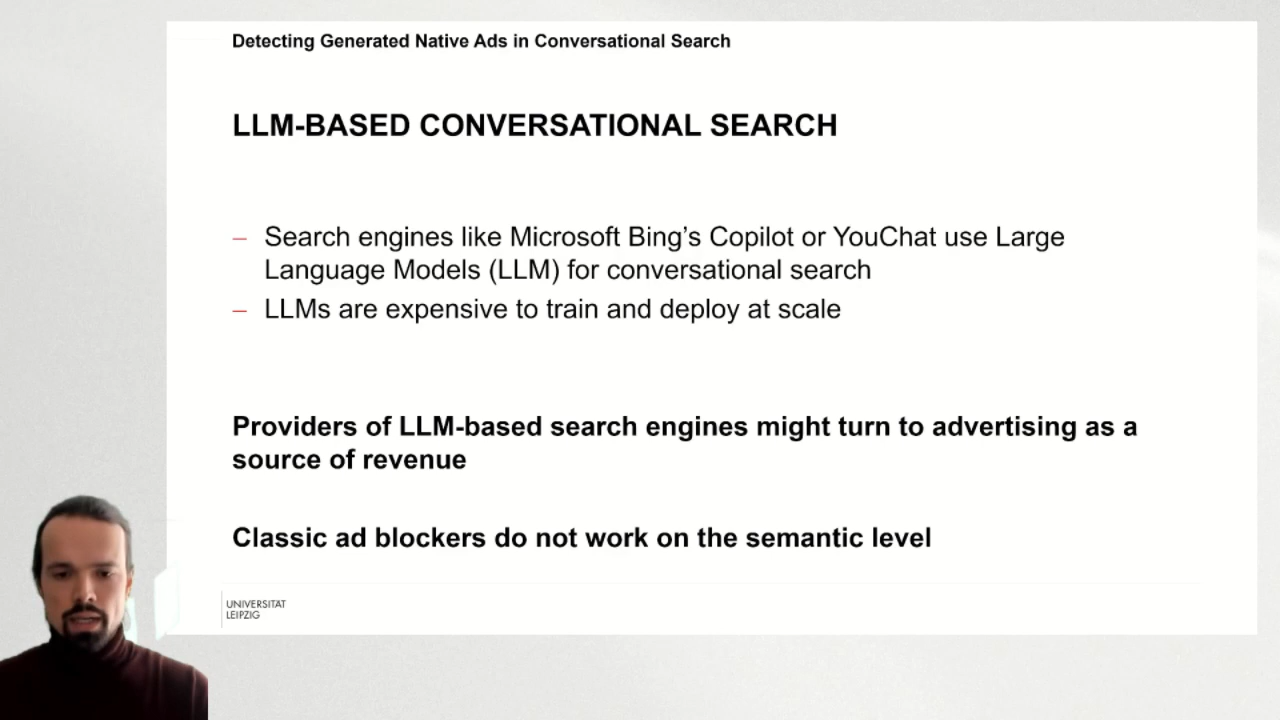 Detecting Generated Native Ads in Conversational Search
LLM-BASED CONVERSATIONAL SEARCH
– Search engines like Microsoft Bing's Copilot or YouChat use Large
Language Models (LLM) for conversational search
– LLMs are expensive to train and deploy at scale
Providers of LLM-based search engines might turn to advertising as a
source of revenue
Classic ad blockers do not work on the semantic level
UNIVERSITÄT
LEIPZIG